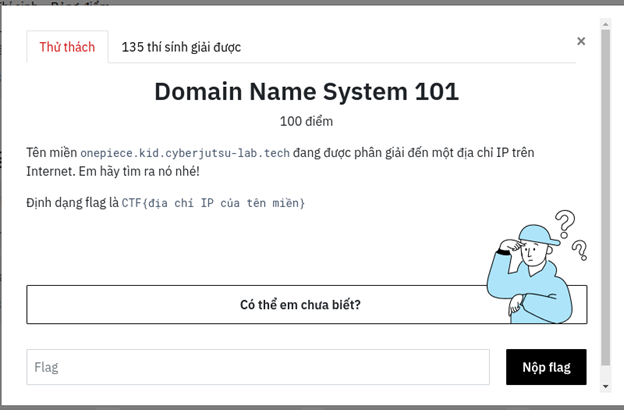 Thử thách
135 thí sính giải được
×
Domain Name System 101
100 điểm
Tên miền onepiece.kid.cyberjutsu-lab.tech đang được phân giải đến một địa chỉ IP trên
Internet. Em hãy tìm ra nó nhé!
Định dạng flag là CTF{địa chỉ IP của tên miền}
? ?
Có thể em chưa biết?
Flag
Nộp flag